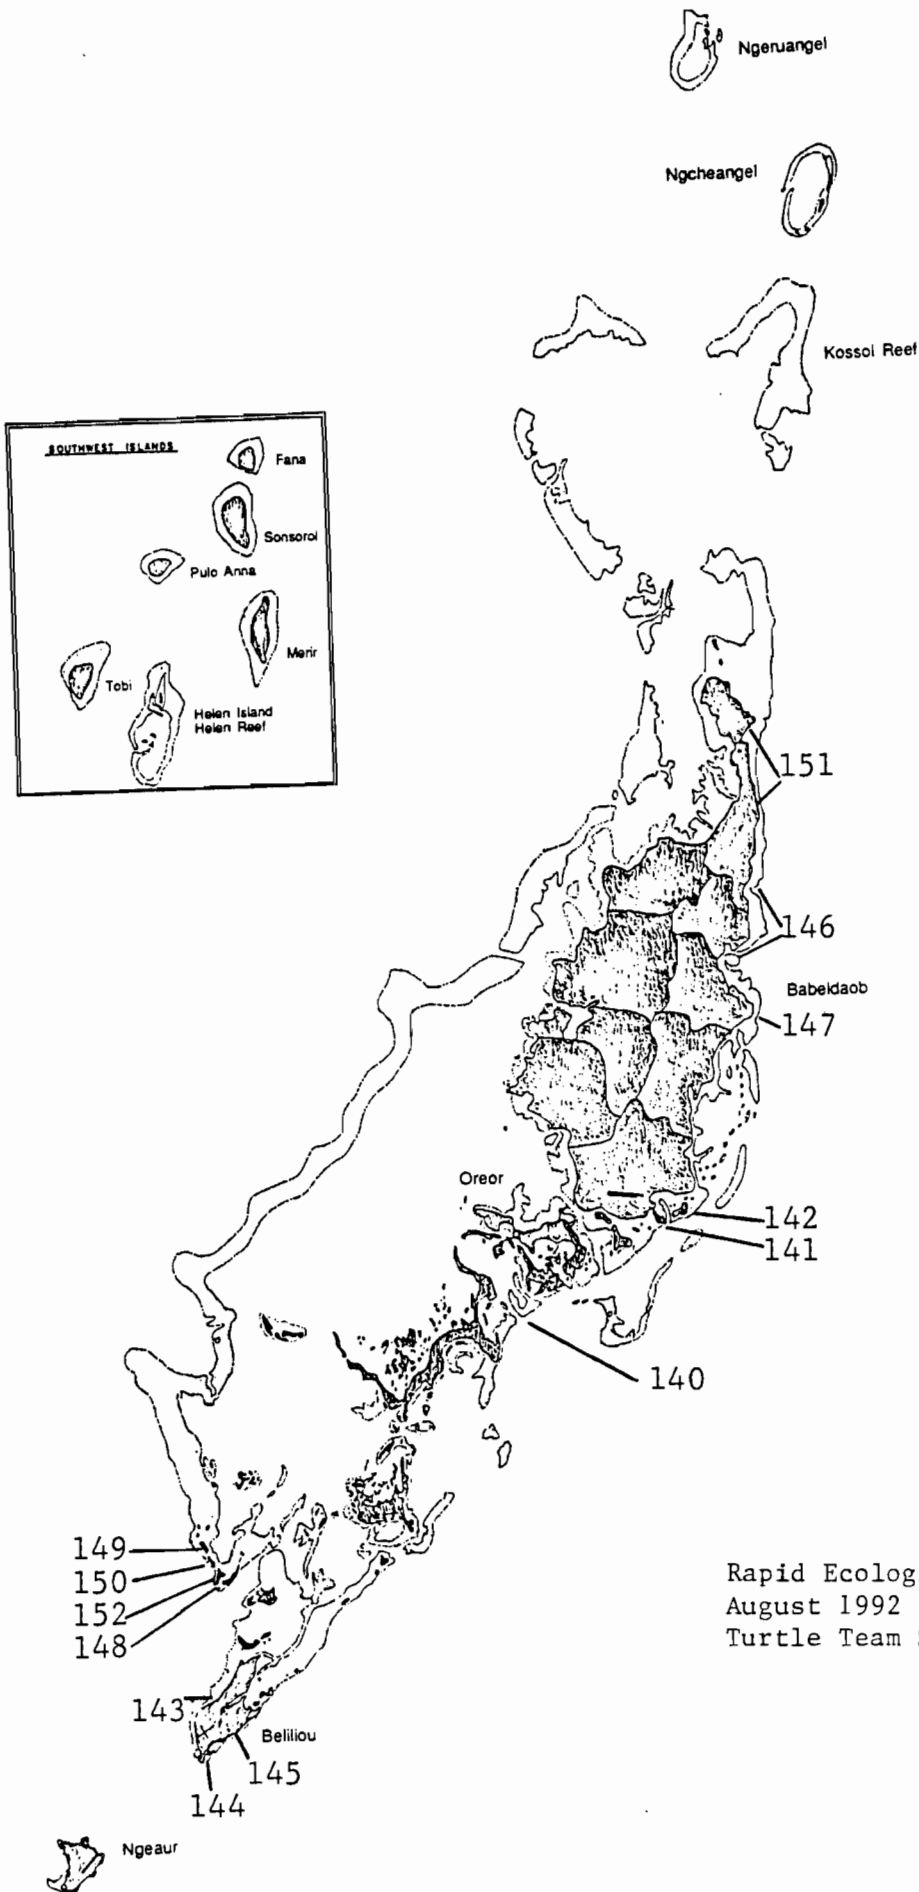 Ngeruangel
Ngcheangel
Kossol Reef
SOUTHWEST ISLANDS
Fana
Sonsorol
Pulo Anna
Merir
Tobi
Helen Island
Helen Reef
151
146
Babeldaob
147
Oreor
142
141
140
149
150
152
148
143
Beliliou
145
144
Ngeaur
Rapid Ecolog
August 1992
Turtle Team